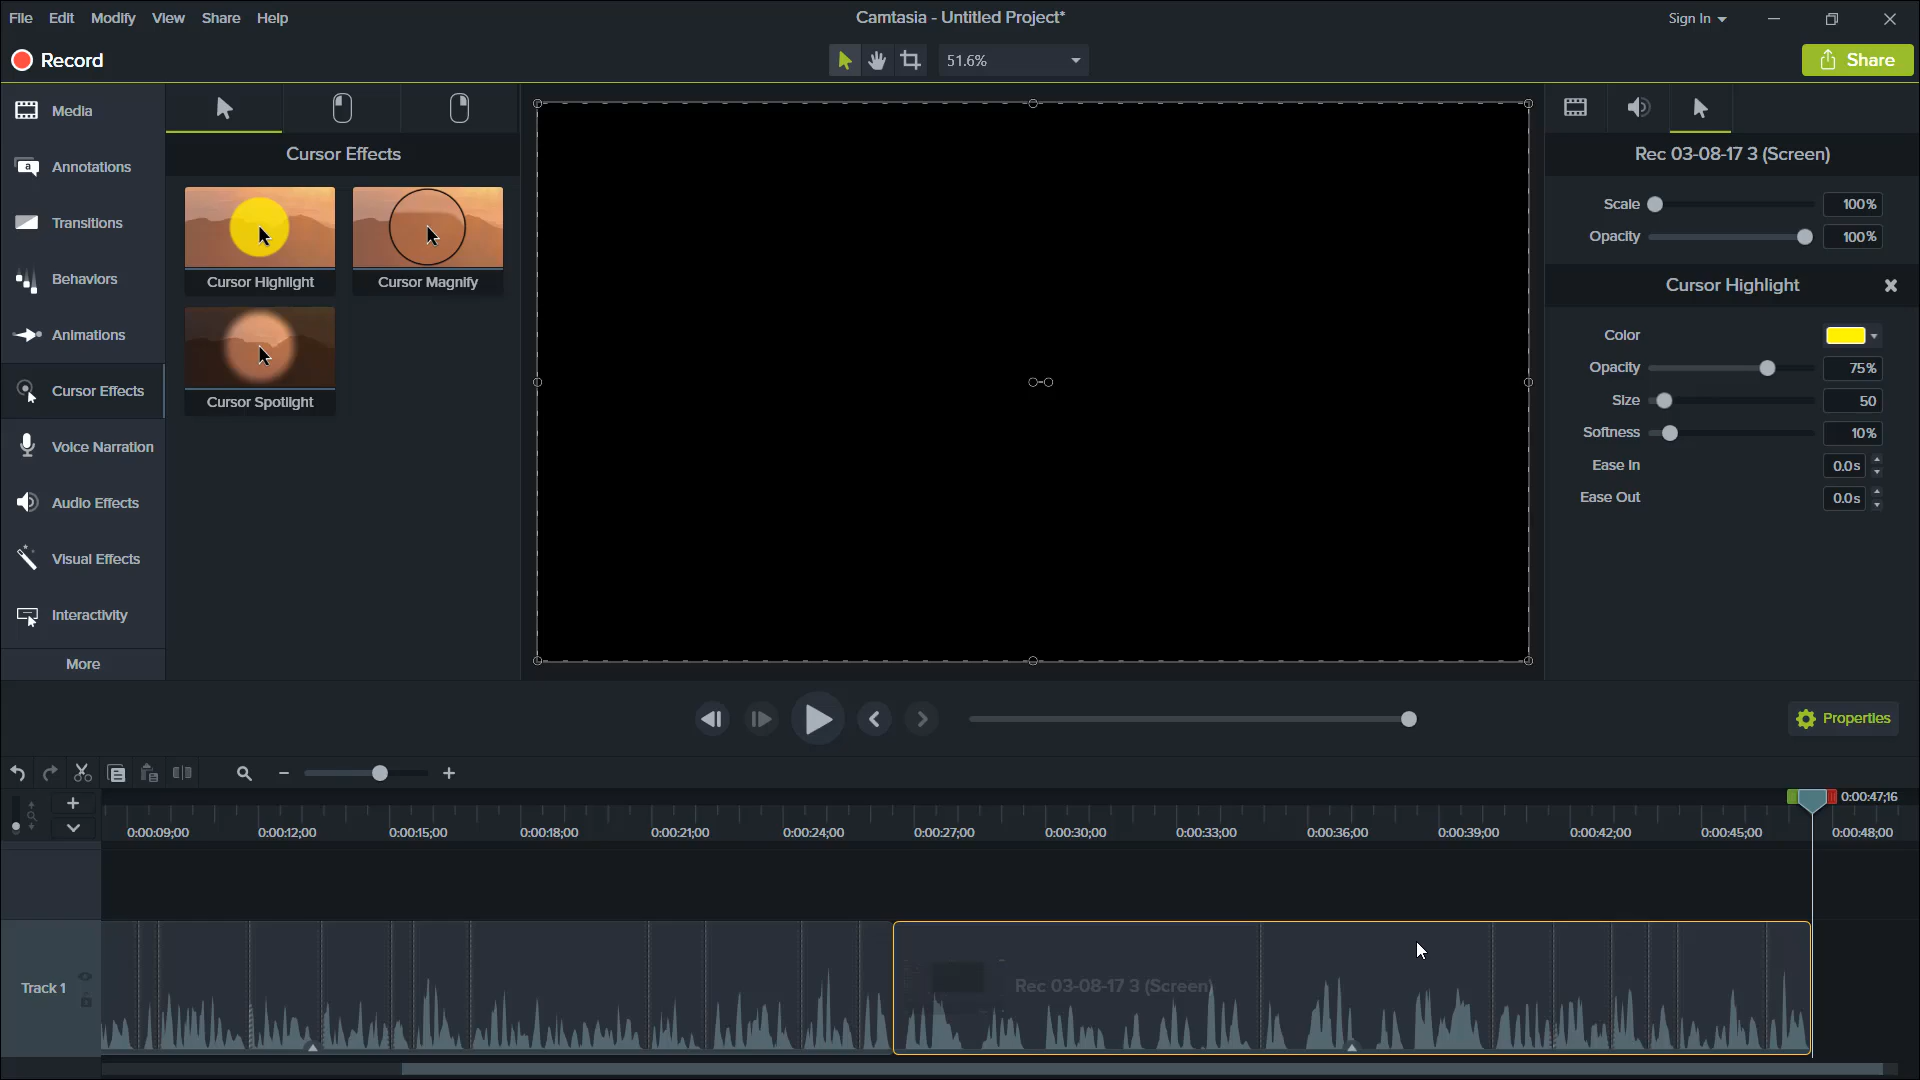 File Edit Modify View Share Help
Camtasia - Untitled Project*
Sign In
Record
51.6%
Share
Media
Annotations
Transitions
Behaviors
Animations
Cursor Effects
Voice Narration
Audio Effects
Visual Effects
Interactivity
More
Cursor Effects
Cursor Highlight
Cursor Magnify
Cursor Spotlight
Rec 03-08-17 3 (Screen)
Scale 100%
Opacity 100%
Cursor Highlight
Color
Opacity 75%
Size 50
Softness 10%
Ease In 0.0s
Ease Out 0.0s
Properties
0:00:47;16
0:00:09;00 0:00:12;00 0:00:15;00 0:00:18;00 0:00:21;00 0:00:24;00 0:00:27;00 0:00:30;00 0:00:33;00 0:00:36;00 0:00:39;00 0:00:42;00 0:00:45;00 0:00:48;00
Track 1
Rec 03-08-17 3 (Screen)